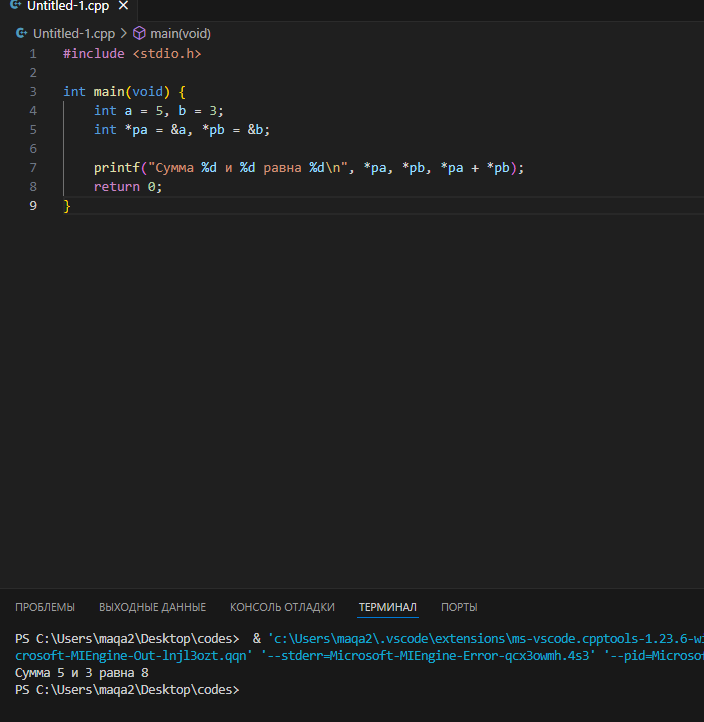 Untitled-1.cpp
Untitled-1.cpp > main(void)
1 #include <stdio.h>
2
3 int main(void) {
4 int a = 5, b = 3;
5 int *pa = &a, *pb = &b;
6
7 printf("Сумма %d и %d равна %d\n", *pa, *pb, *pa + *pb);
8 return 0;
9 }
ПРОБЛЕМЫ ВЫХОДНЫЕ ДАННЫЕ КОНСОЛЬ ОТЛАДКИ ТЕРМИНАЛ ПОРТЫ
PS C:\Users\maqa2\Desktop\codes> & 'c:\Users\maqa2\.vscode\extensions\ms-vscode.cpptools-1.23.6-wi
crosoft-MIEngine-Out-lnjl3ozt.qqn' '--stderr=Microsoft-MIEngine-Error-qcx3owmh.4s3' '--pid=Microsof
Сумма 5 и 3 равна 8
PS C:\Users\maqa2\Desktop\codes>